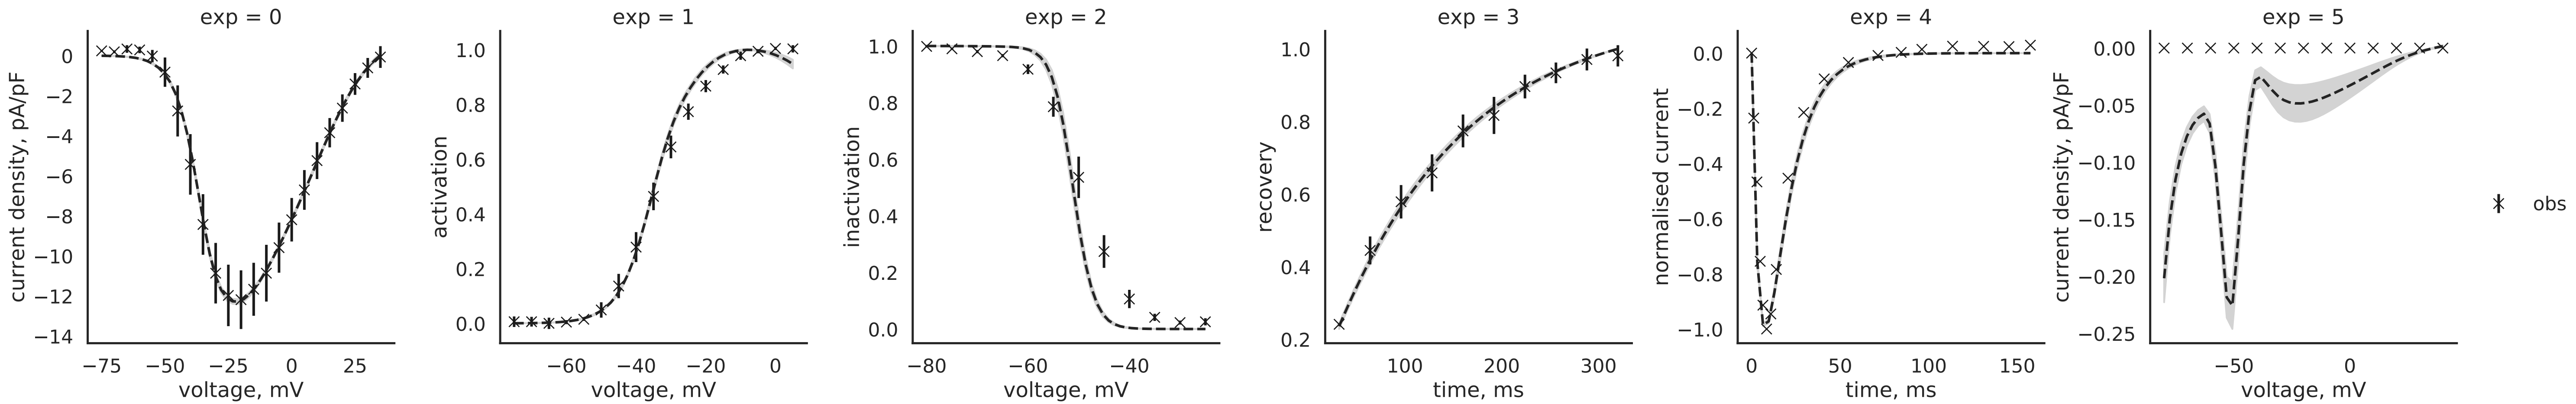 exp = 0
current density, pA/pF
0
−2
−4
−6
−8
−10
−12
−14
−75 −50 −25 0 25
voltage, mV
exp = 1
activation
1.0
0.8
0.6
0.4
0.2
0.0
−60 −40 −20 0
voltage, mV
exp = 2
inactivation
1.0
0.8
0.6
0.4
0.2
0.0
−80 −60 −40
voltage, mV
exp = 3
recovery
1.0
0.8
0.6
0.4
0.2
100 200 300
time, ms
exp = 4
normalised current
0.0
−0.2
−0.4
−0.6
−0.8
−1.0
0 50 100 150
time, ms
exp = 5
current density, pA/pF
0.00
−0.05
−0.10
−0.15
−0.20
−0.25
−50 0
voltage, mV
obs